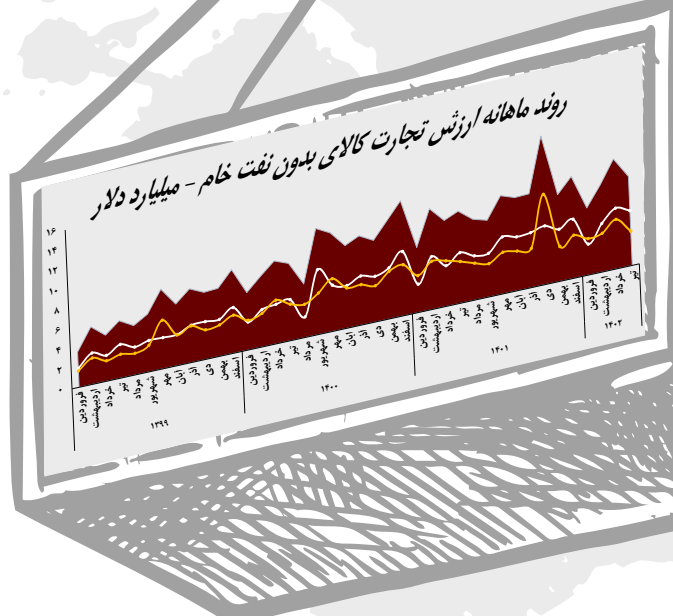 روند ماهانه ارزش تجارت کالای بدون نفت خام - میلیارد دلار
۱۶
۱۴
۱۲
۱۰
۸
۶
۴
۲
۰
فروردین
اردیبهشت
خرداد
تیر
مرداد
شهریور
مهر
آبان
آذر
دی
بهمن
اسفند
فروردین
اردیبهشت
خرداد
تیر
مرداد
شهریور
مهر
آبان
آذر
دی
بهمن
اسفند
فروردین
اردیبهشت
خرداد
تیر
مرداد
شهریور
مهر
آبان
آذر
دی
بهمن
اسفند
فروردین
اردیبهشت
خرداد
تیر
۱۳۹۹
۱۴۰۰
۱۴۰۱
۱۴۰۲